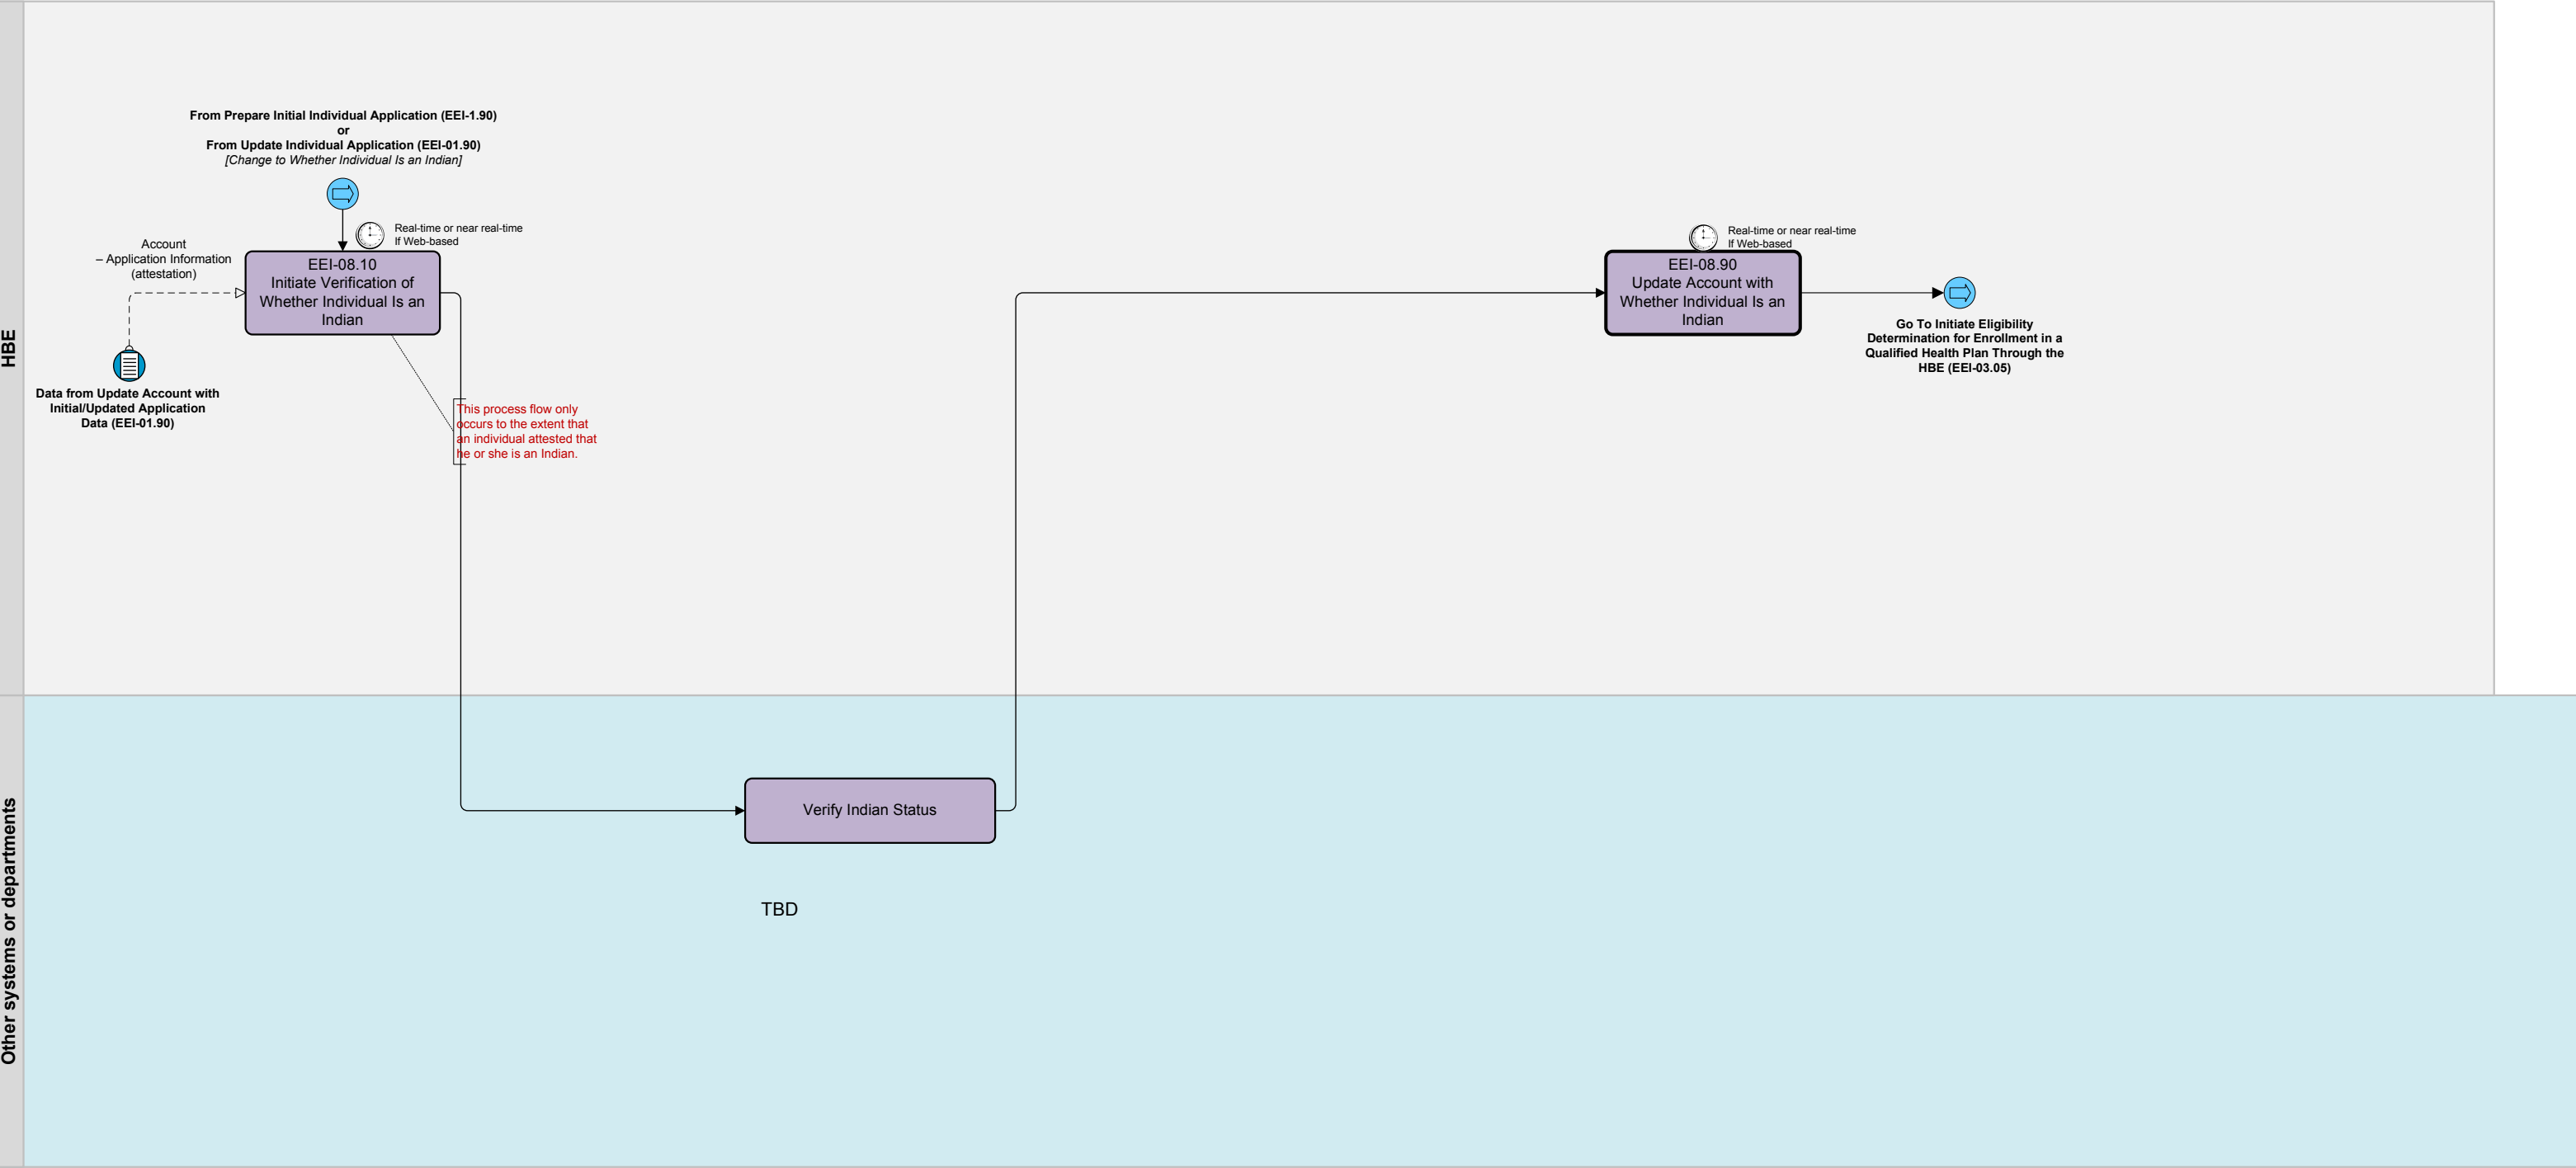 HBE
From Prepare Initial Individual Application (EEI-1.90)
or
From Update Individual Application (EEI-01.90)
[Change to Whether Individual Is an Indian]
Real-time or near real-time
If Web-based
Account
– Application Information
(attestation)
EEI-08.10
Initiate Verification of
Whether Individual Is an
Indian
Data from Update Account with
Initial/Updated Application
Data (EEI-01.90)
This process flow only
occurs to the extent that
an individual attested that
he or she is an Indian.
Real-time or near real-time
If Web-based
EEI-08.90
Update Account with
Whether Individual Is an
Indian
Go To Initiate Eligibility
Determination for Enrollment in a
Qualified Health Plan Through the
HBE (EEI-03.05)
Other systems or departments
Verify Indian Status
TBD